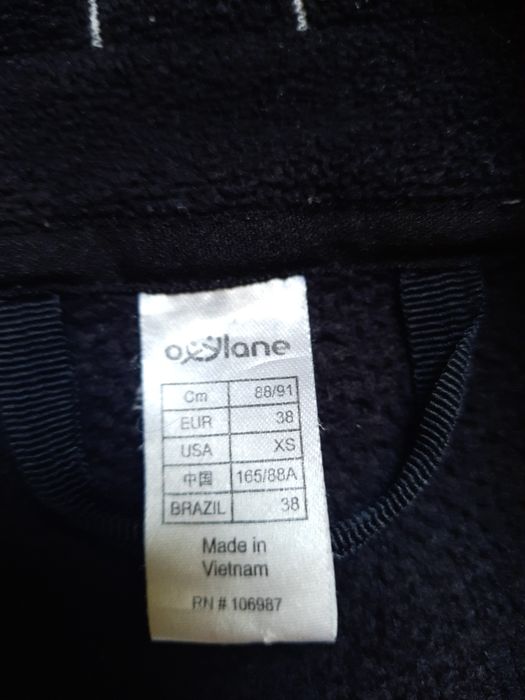 oxylane
Cm 88/91
EUR 38
USA XS
中国 165/88A
BRAZIL 38
Made in
Vietnam
RN # 106987